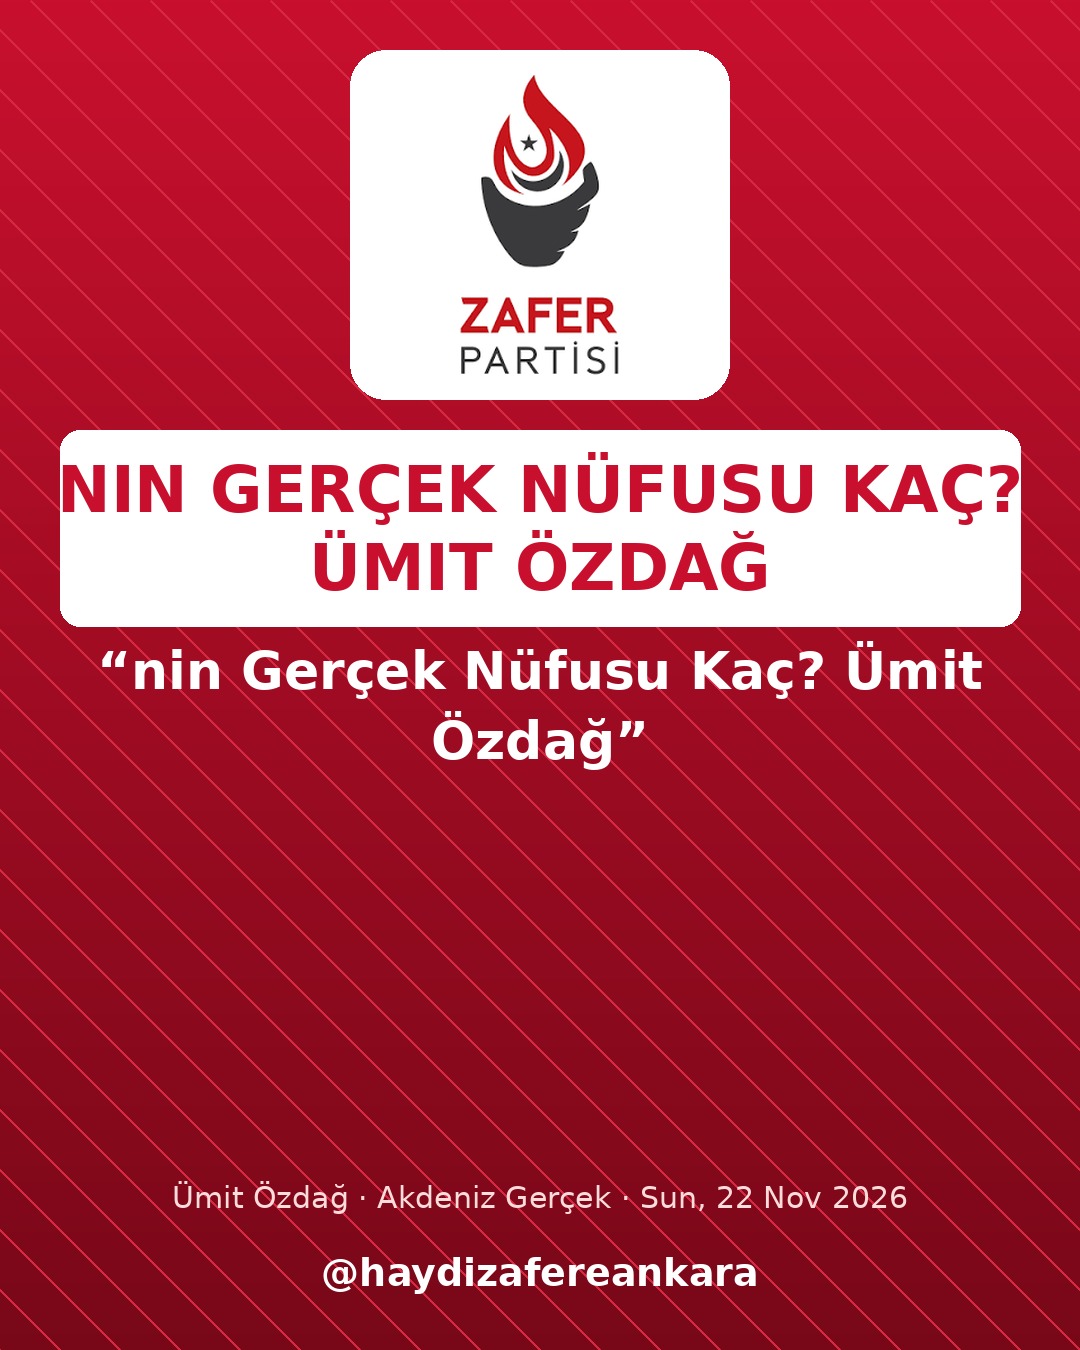 ZAFER
PARTİSİ
NIN GERÇEK NÜFUSU KAÇ?
ÜMIT ÖZDAĞ
“nin Gerçek Nüfusu Kaç? Ümit
Özdağ”
Ümit Özdağ · Akdeniz Gerçek · Sun, 22 Nov 2026
@haydizafereankara